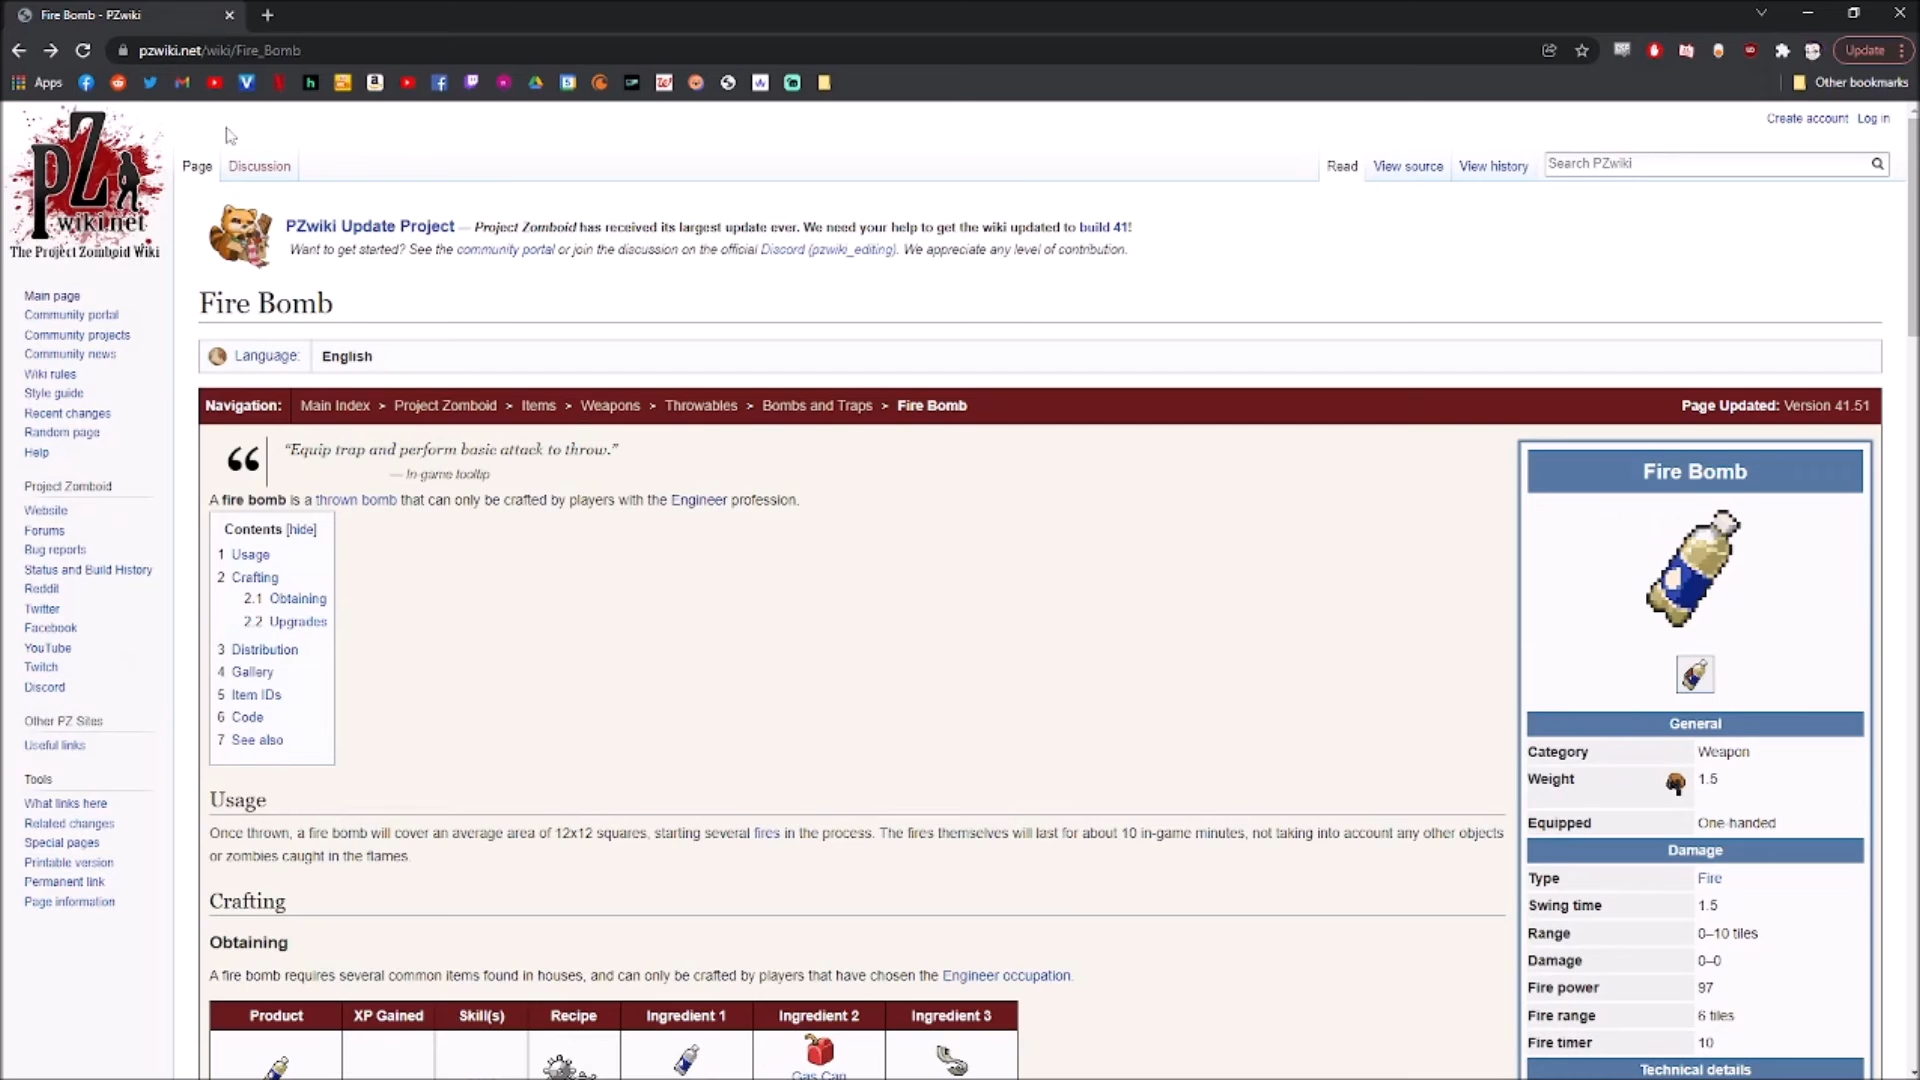 Fire Bomb - PZwiki
pzwiki.net/wiki/Fire_Bomb
Update
Apps
Other bookmarks
Create account Log in
PZ
wiki.net
The Project Zomboid Wiki
Page Discussion
Read View source View history Search PZwiki
PZwiki Update Project — Project Zomboid has received its largest update ever. We need your help to get the wiki updated to build 41!
Want to get started? See the community portal or join the discussion on the official Discord (pzwiki_editing). We appreciate any level of contribution.
Main page
Community portal
Community projects
Community news
Wiki rules
Style guide
Recent changes
Random page
Help
Project Zomboid
Website
Forums
Bug reports
Status and Build History
Reddit
Twitter
Facebook
YouTube
Twitch
Discord
Other PZ Sites
Useful links
Tools
What links here
Related changes
Special pages
Printable version
Permanent link
Page information
Fire Bomb
Language: English
Navigation: Main Index > Project Zomboid > Items > Weapons > Throwables > Bombs and Traps > Fire Bomb
Page Updated: Version 41.51
“Equip trap and perform basic attack to throw.”
— In-game tooltip
A fire bomb is a thrown bomb that can only be crafted by players with the Engineer profession.
Contents [hide]
1 Usage
2 Crafting
2.1 Obtaining
2.2 Upgrades
3 Distribution
4 Gallery
5 Item IDs
6 Code
7 See also
Usage
Once thrown, a fire bomb will cover an average area of 12x12 squares, starting several fires in the process. The fires themselves will last for about 10 in-game minutes, not taking into account any other objects
or zombies caught in the flames.
Crafting
Obtaining
A fire bomb requires several common items found in houses, and can only be crafted by players that have chosen the Engineer occupation.
Product XP Gained Skill(s) Recipe Ingredient 1 Ingredient 2 Ingredient 3
Gas Can
Fire Bomb
General
Category Weapon
Weight 1.5
Equipped One-handed
Damage
Type Fire
Swing time 1.5
Range 0–10 tiles
Damage 0–0
Fire power 97
Fire range 6 tiles
Fire timer 10
Technical details